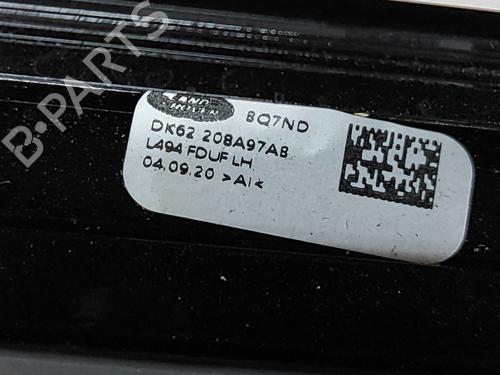 B-PARTS
LAND
ROVER
BQ7ND
DK62 208A97AB
L494 FDUF LH
04.09.20 >AI<